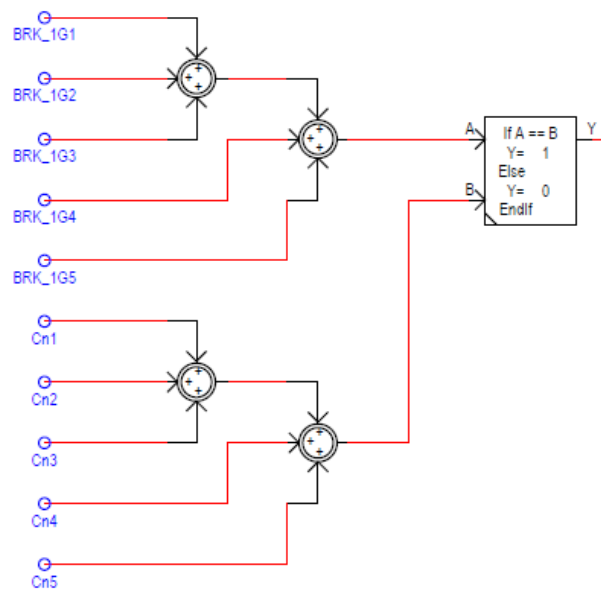 BRK_1G1
BRK_1G2
BRK_1G3
BRK_1G4
BRK_1G5
+
+
+
+
+
+
A
B
If A == B
Y= 1
Else
Y= 0
EndIf
Y
Cn1
Cn2
Cn3
Cn4
Cn5
+
+
+
+
+
+